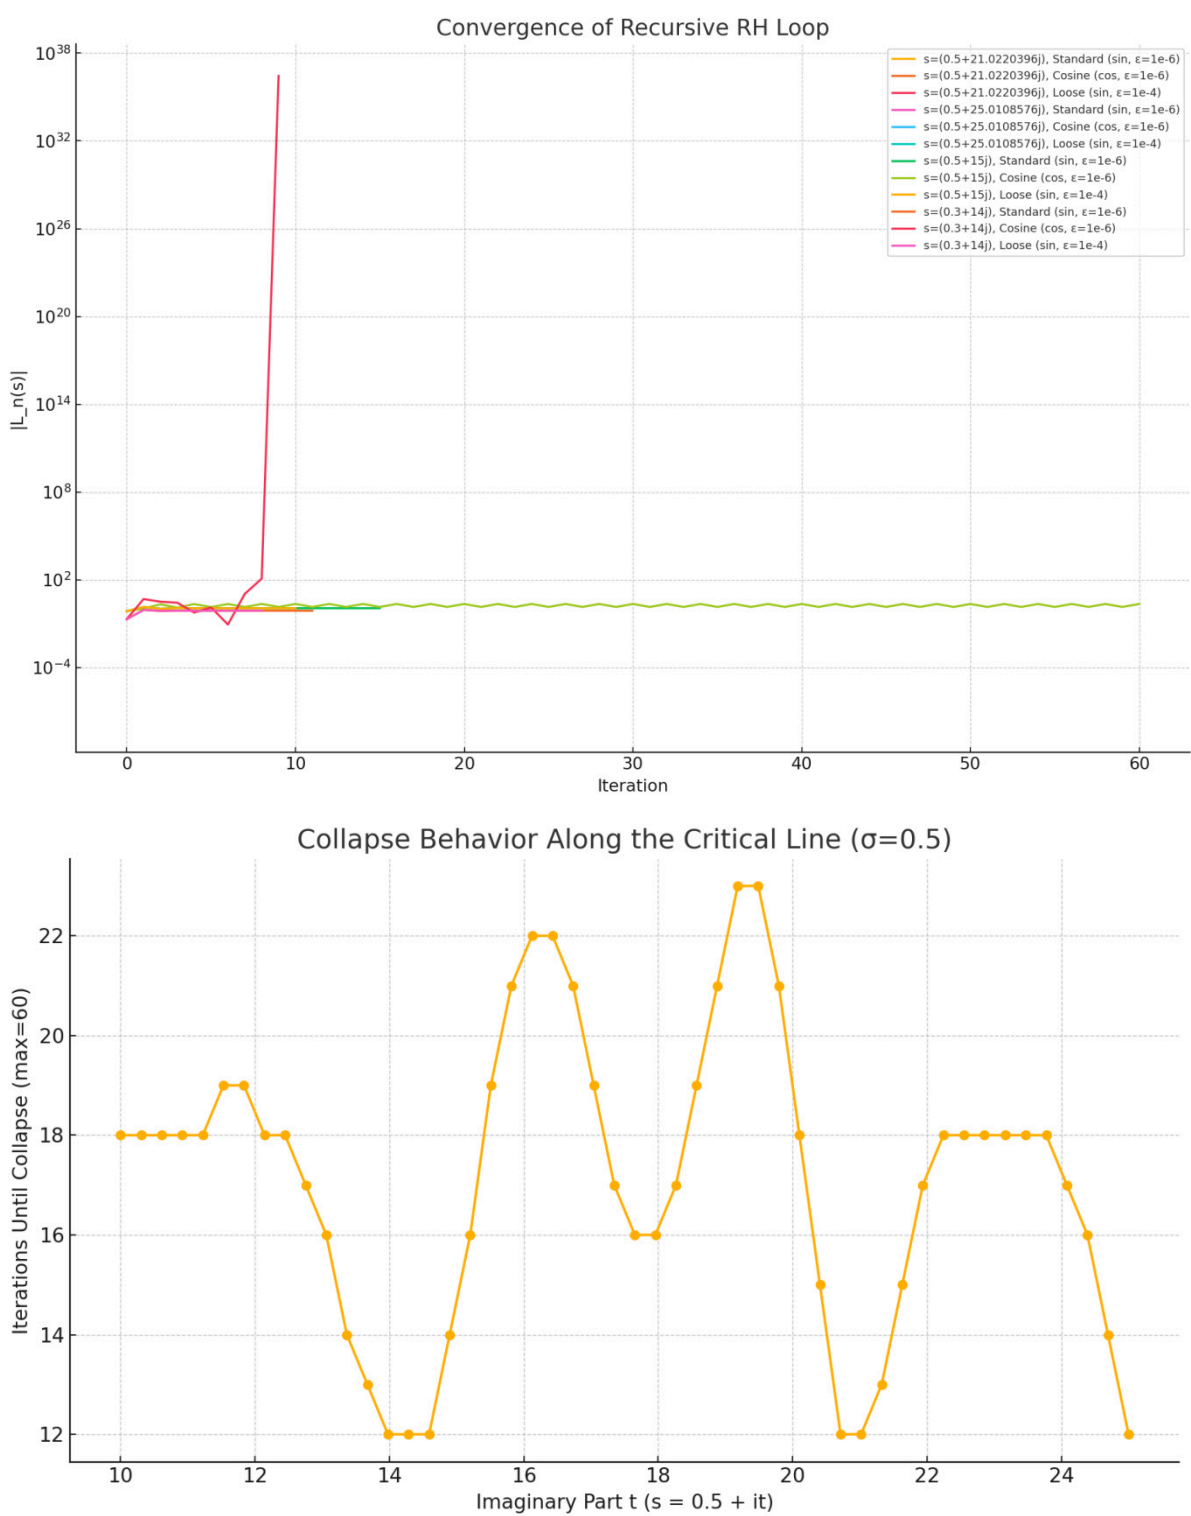 Convergence of Recursive RH Loop
10^38
10^32
10^26
10^20
10^14
10^8
10^2
10^−4
|L_n(s)|
s=(0.5+21.0220396j), Standard (sin, ε=1e-6)
s=(0.5+21.0220396j), Cosine (cos, ε=1e-6)
s=(0.5+21.0220396j), Loose (sin, ε=1e-4)
s=(0.5+25.0108576j), Standard (sin, ε=1e-6)
s=(0.5+25.0108576j), Cosine (cos, ε=1e-6)
s=(0.5+25.0108576j), Loose (sin, ε=1e-4)
s=(0.5+15j), Standard (sin, ε=1e-6)
s=(0.5+15j), Cosine (cos, ε=1e-6)
s=(0.5+15j), Loose (sin, ε=1e-4)
s=(0.3+14j), Standard (sin, ε=1e-6)
s=(0.3+14j), Cosine (cos, ε=1e-6)
s=(0.3+14j), Loose (sin, ε=1e-4)
0 10 20 30 40 50 60
Iteration
Collapse Behavior Along the Critical Line (σ=0.5)
22
20
18
16
14
12
Iterations Until Collapse (max=60)
10 12 14 16 18 20 22 24
Imaginary Part t (s = 0.5 + it)